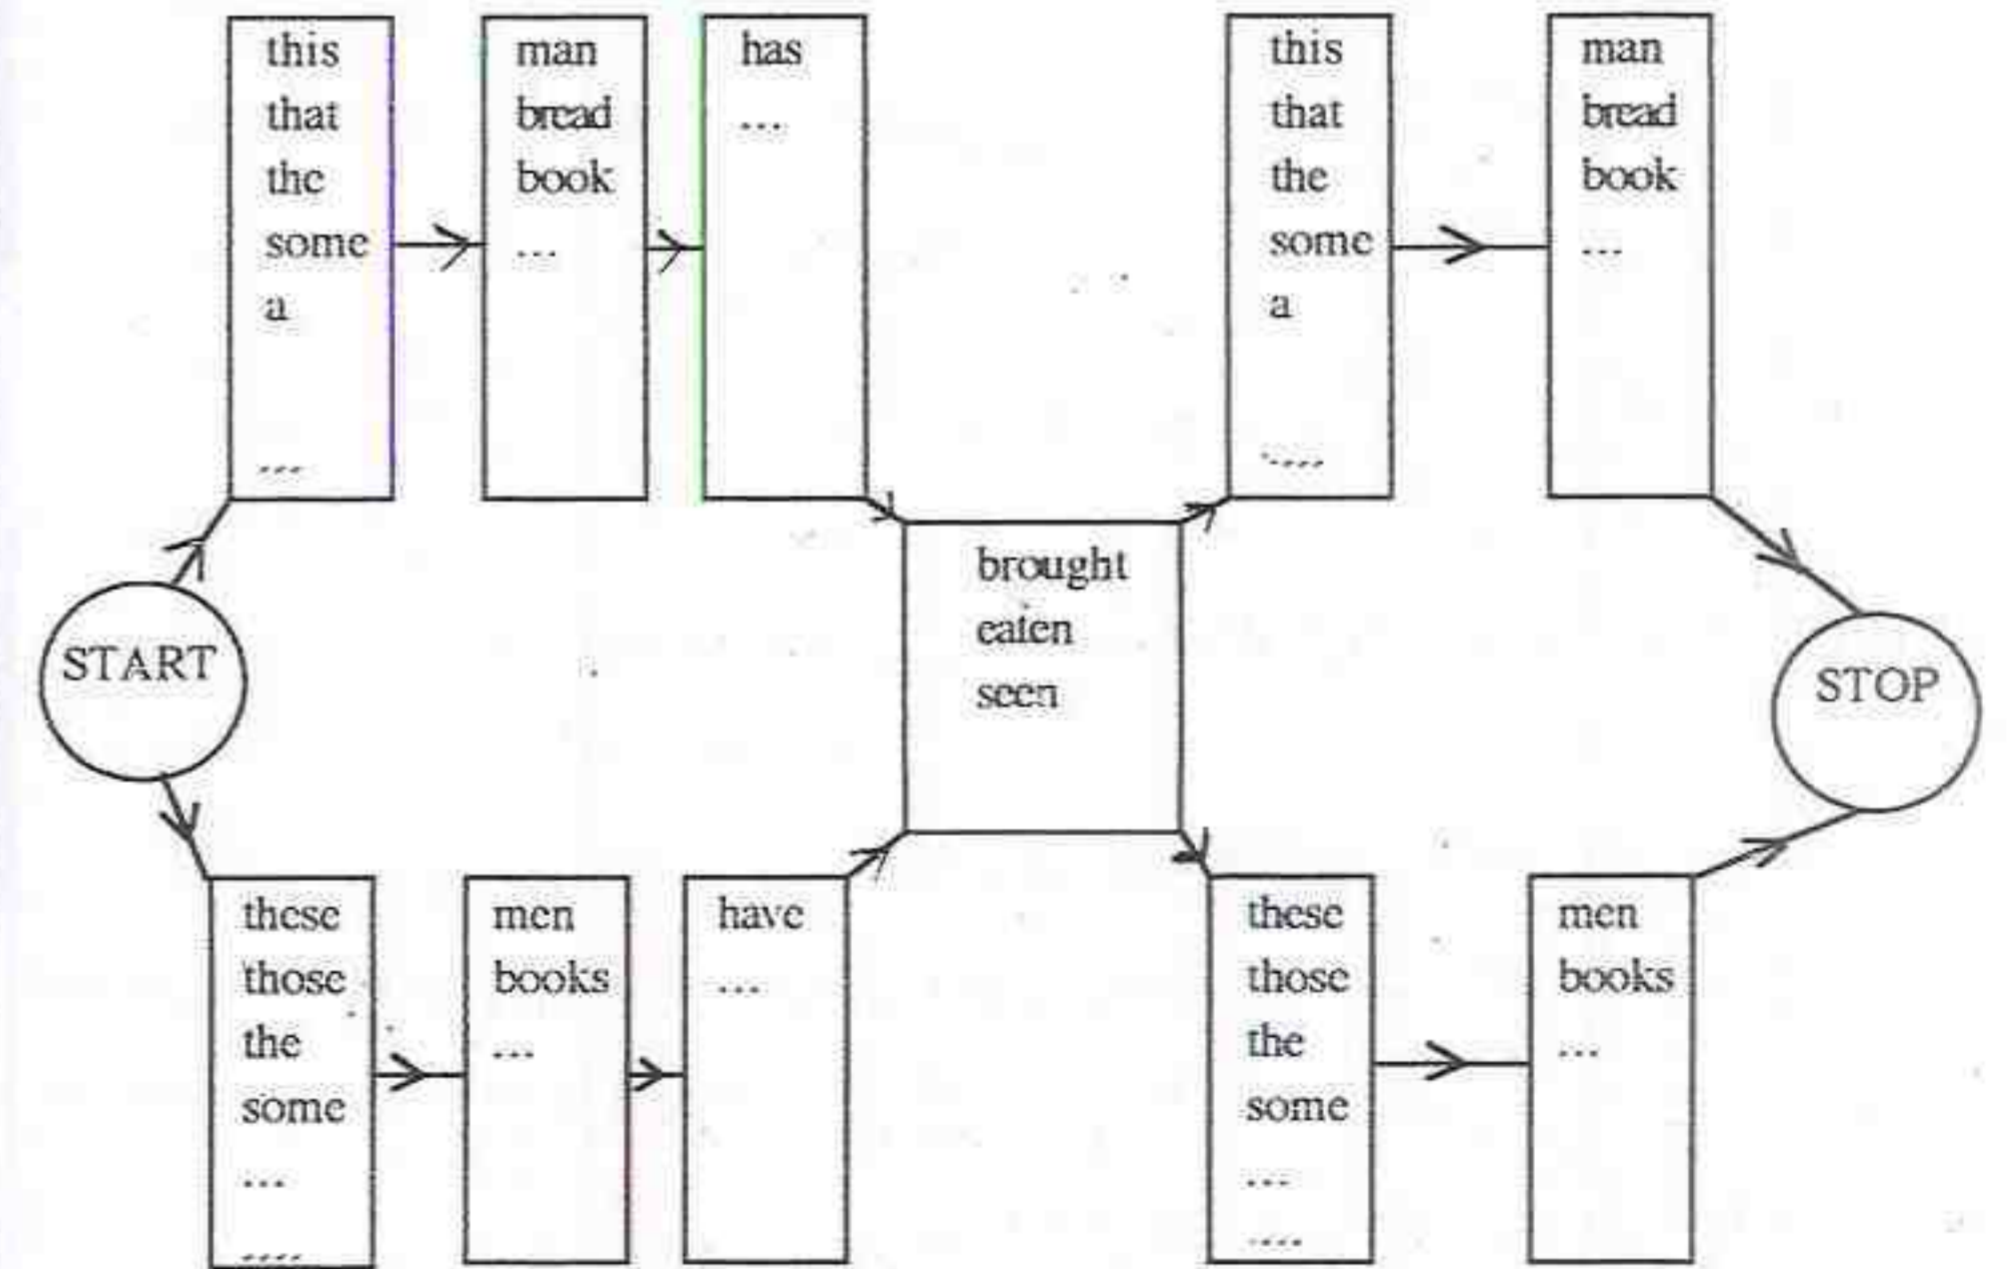 this
that
the
some
a
...
man
bread
book
...
has
...
this
that
the
some
a
.....
man
bread
book
...
START
brought
eaten
seen
STOP
these
those
the
some
...
....
men
books
...
have
...
these
those
the
some
...
....
men
books
...